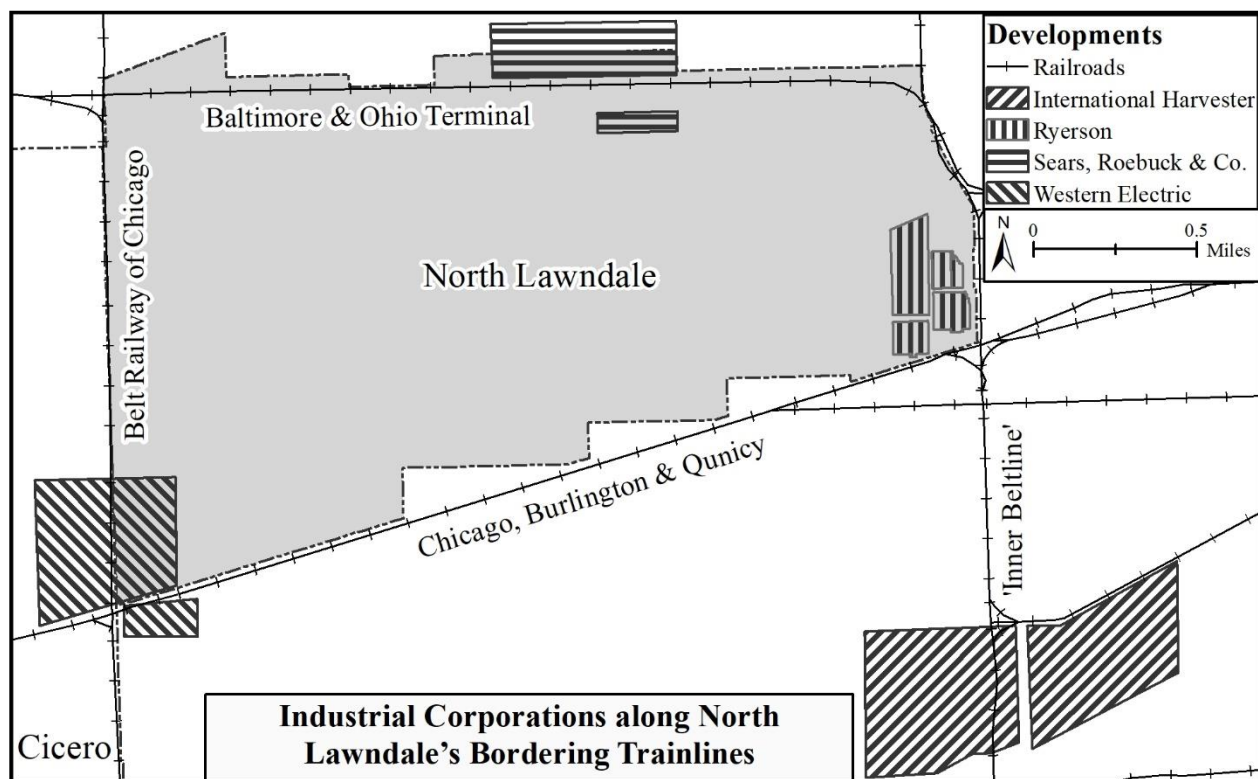 Developments
Railroads
International Harvester
Ryerson
Sears, Roebuck & Co.
Western Electric
N
0 0.5
Miles
Baltimore & Ohio Terminal
Belt Railway of Chicago
North Lawndale
Chicago, Burlington & Qunicy
'Inner Beltline'
Cicero
Industrial Corporations along North
Lawndale's Bordering Trainlines